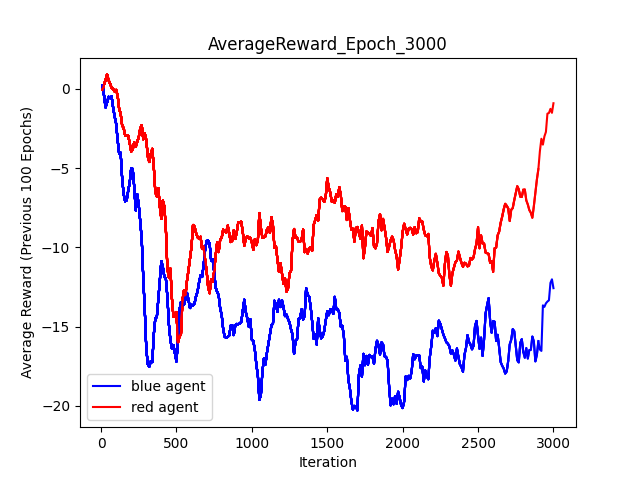 AverageReward_Epoch_3000
Average Reward (Previous 100 Epochs)
0
−5
−10
−15
−20
blue agent
red agent
0
500
1000
1500
2000
2500
3000
Iteration